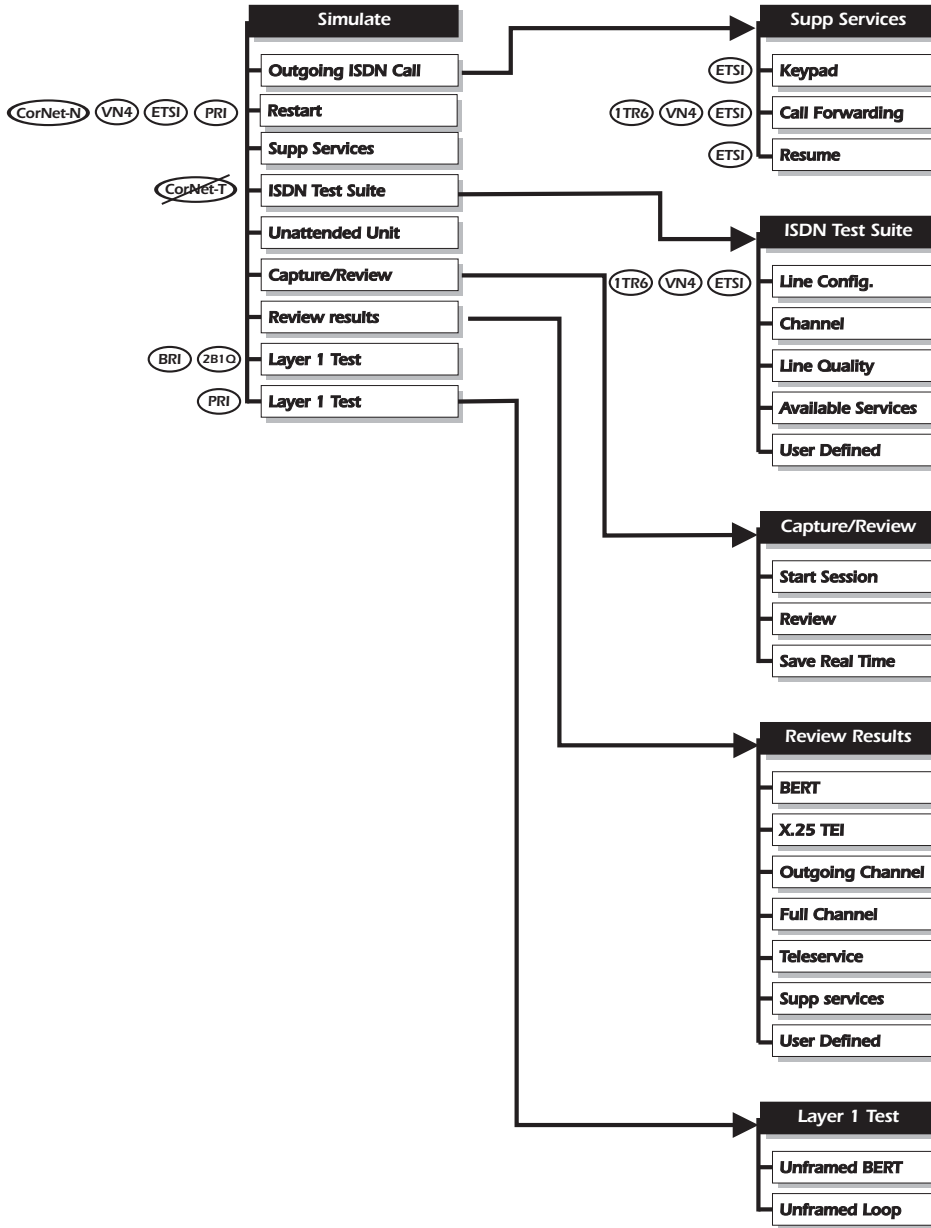 Simulate
Outgoing ISDN Call
CorNet-N VN4 ETSI PRI Restart
Supp Services
CorNet-T ISDN Test Suite
Unattended Unit
Capture/Review
Review results
BRI 2B1Q Layer 1 Test
PRI Layer 1 Test
Supp Services
ETSI Keypad
1TR6 VN4 ETSI Call Forwarding
ETSI Resume
ISDN Test Suite
1TR6 VN4 ETSI Line Config.
Channel
Line Quality
Available Services
User Defined
Capture/Review
Start Session
Review
Save Real Time
Review Results
BERT
X.25 TEI
Outgoing Channel
Full Channel
Teleservice
Supp services
User Defined
Layer 1 Test
Unframed BERT
Unframed Loop